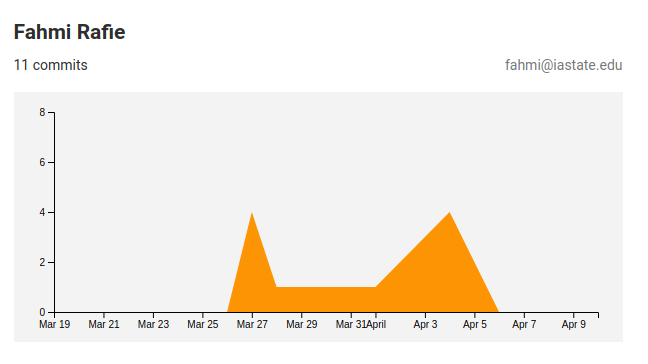 Fahmi Rafie
11 commits
fahmi@iastate.edu
8
6
4
2
0
Mar 19 Mar 21 Mar 23 Mar 25 Mar 27 Mar 29 Mar 31 April Apr 3 Apr 5 Apr 7 Apr 9